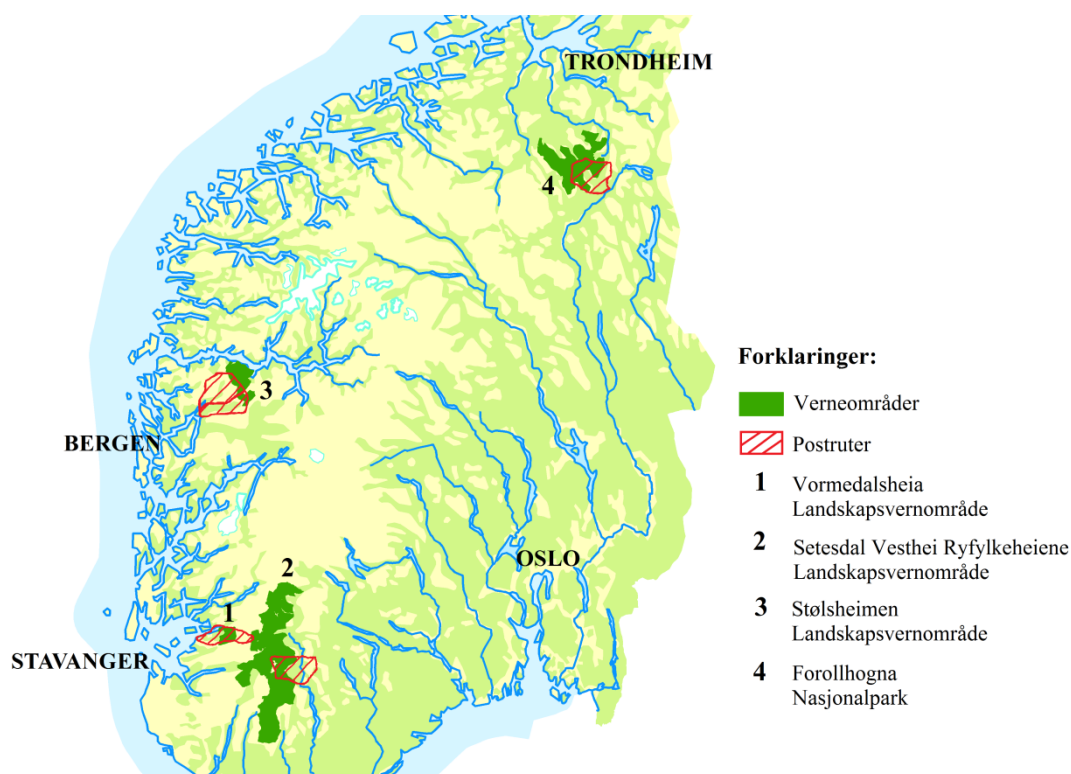 TRONDHEIM
4
3
BERGEN
OSLO
2
1
STAVANGER
Forklaringer:
Verneområder
Postruter
1 Vormedalsheia
Landskapsvernområde
2 Setesdal Vesthei Ryfylkeheiene
Landskapsvernområde
3 Stølsheimen
Landskapsvernområde
4 Forollhogna
Nasjonalpark